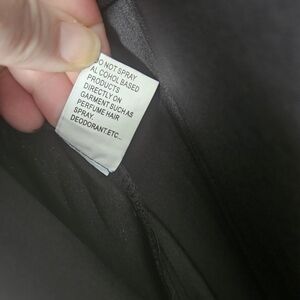 DO NOT SPRAY
ALCOHOL BASED
PRODUCTS
DIRECTLY ON
GARMENT SUCH AS
PERFUME HAIR
SPRAY.
DEODORANT.ETC...